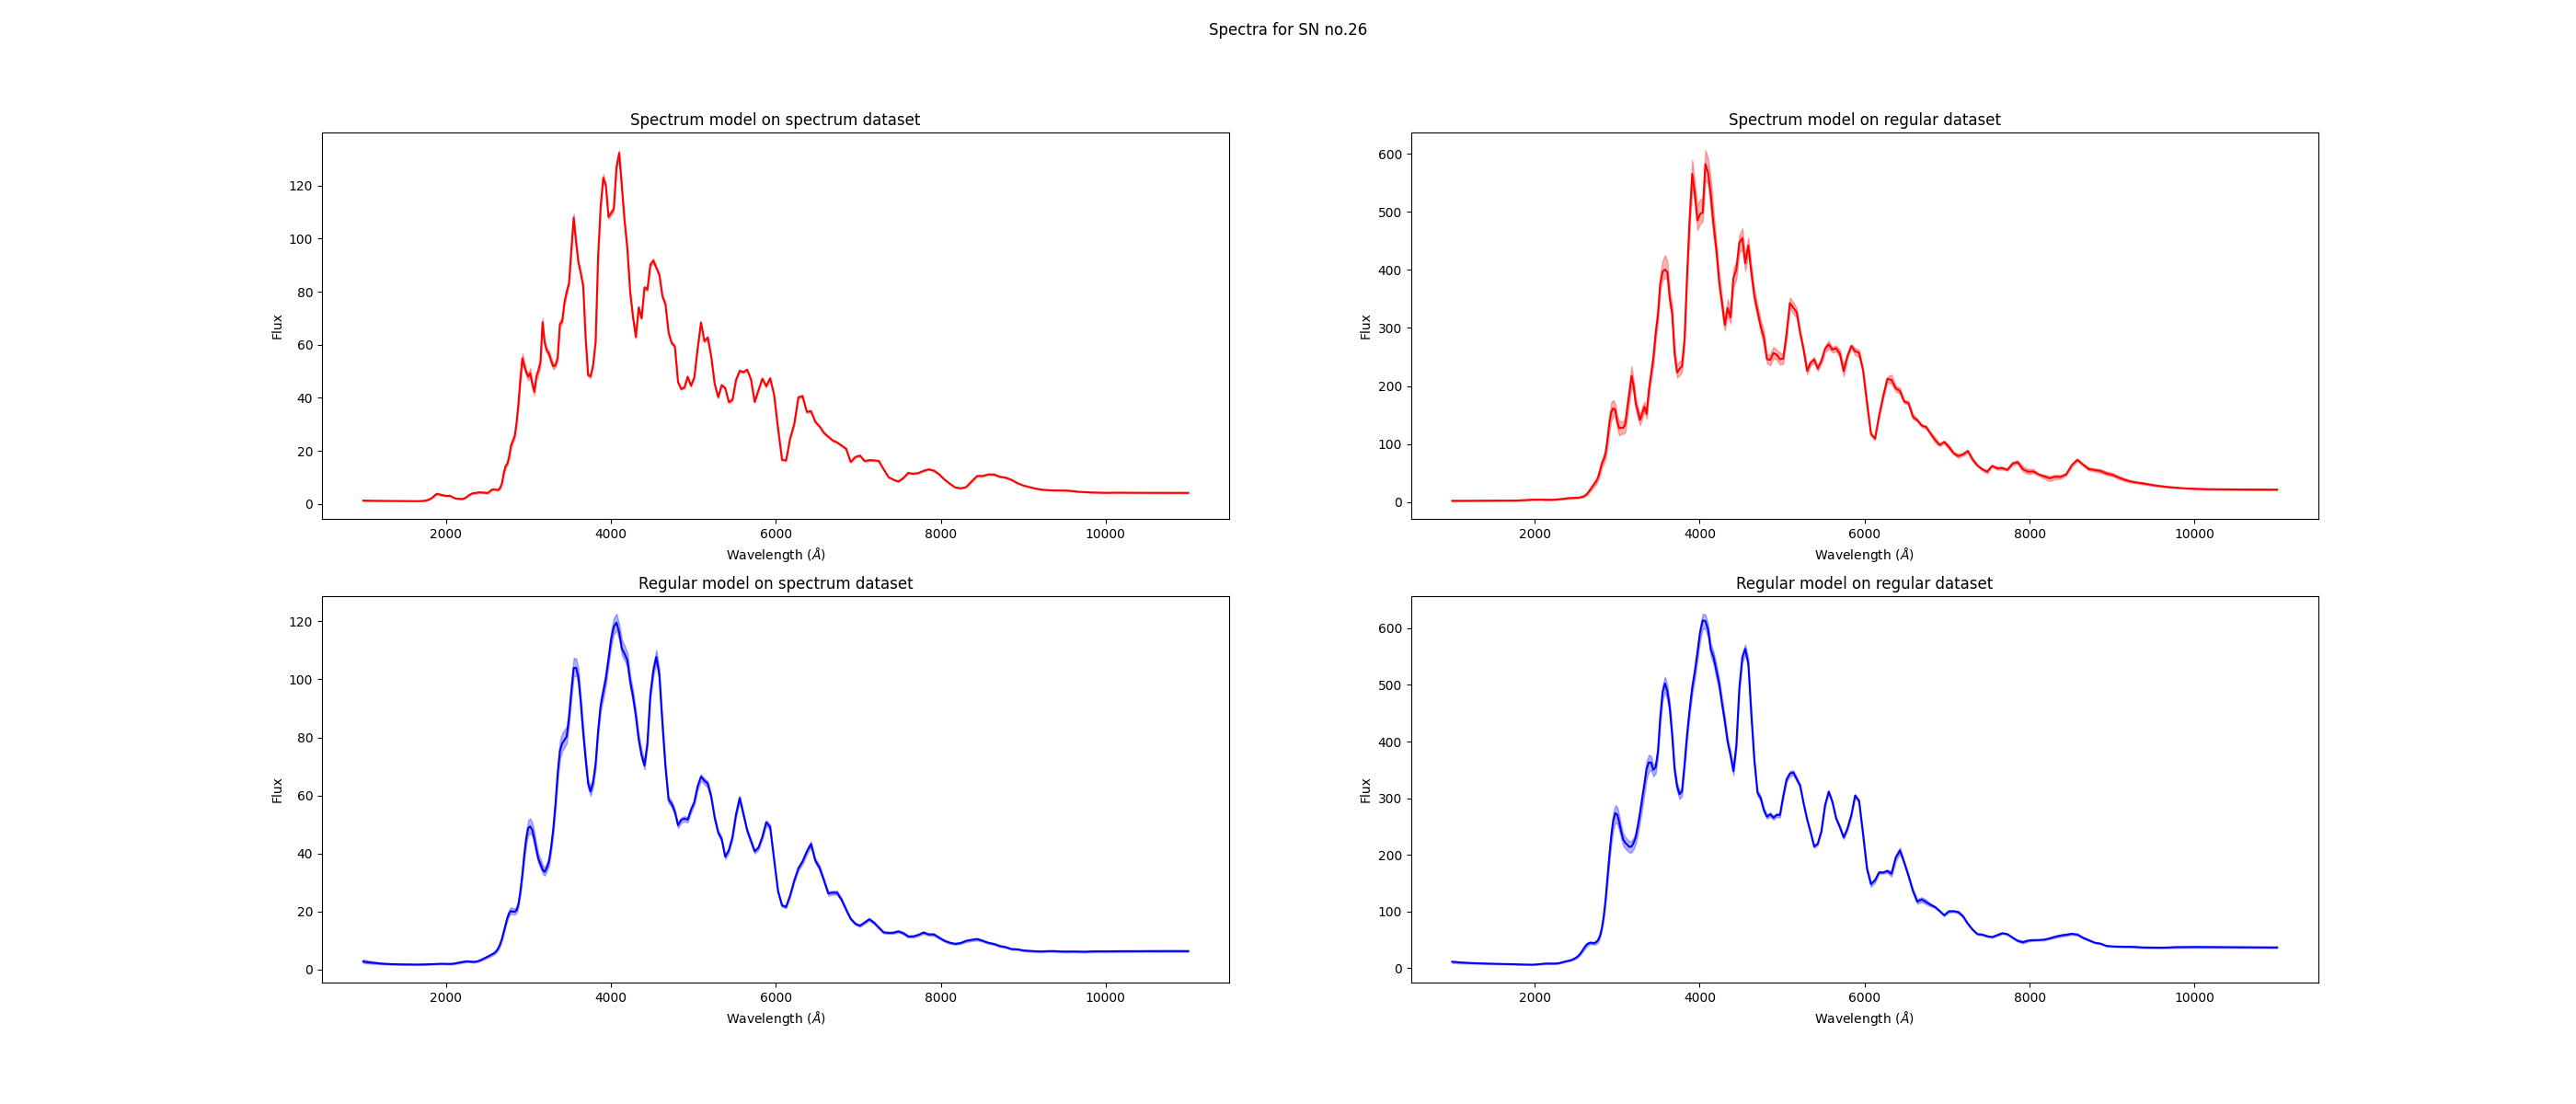 Spectra for SN no.26
Spectrum model on spectrum dataset
Flux
120
100
80
60
40
20
0
2000 4000 6000 8000 10000
Wavelength (Å)
Spectrum model on regular dataset
Flux
600
500
400
300
200
100
0
2000 4000 6000 8000 10000
Wavelength (Å)
Regular model on spectrum dataset
Flux
120
100
80
60
40
20
0
2000 4000 6000 8000 10000
Wavelength (Å)
Regular model on regular dataset
Flux
600
500
400
300
200
100
0
2000 4000 6000 8000 10000
Wavelength (Å)